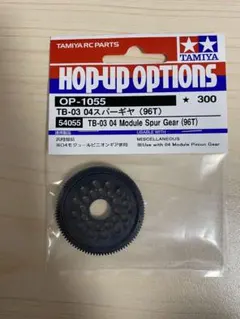 TAMIYA RC PARTS
TAMIYA
HOP-UP OPTIONS
OP-1055
★ 300
TB-03 04スパーギヤ (96T)
54055 TB-03 04 Module Spur Gear (96T)
USABLE WITH
MISCELLANEOUS
※Use with 04 Module Pinion Gear